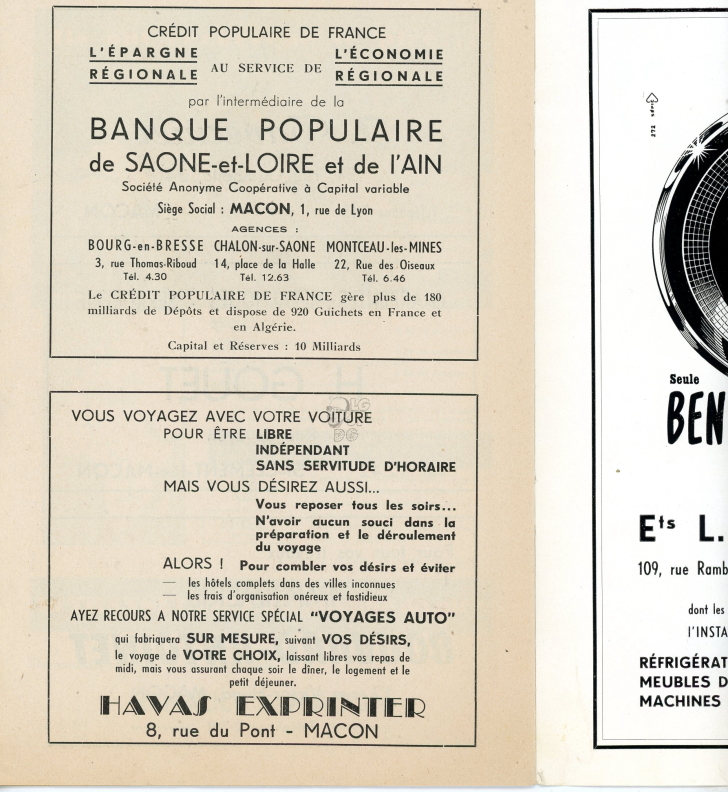 CRÉDIT POPULAIRE DE FRANCE
L'ÉPARGNE RÉGIONALE AU SERVICE DE L'ÉCONOMIE RÉGIONALE
par l'intermédiaire de la
BANQUE POPULAIRE
de SAONE-et-LOIRE et de l'AIN
Société Anonyme Coopérative à Capital variable
Siège Social : MACON, 1, rue de Lyon
AGENCES :
BOURG-en-BRESSE CHALON-sur-SAONE MONTCEAU-les-MINES
3, rue Thomas-Riboud 14, place de la Halle 22, Rue des Oiseaux
Tél. 4.30 Tél. 12.63 Tél. 6.46
Le CRÉDIT POPULAIRE DE FRANCE gère plus de 180
milliards de Dépôts et dispose de 920 Guichets en France et
en Algérie.
Capital et Réserves : 10 Milliards
VOUS VOYAGEZ AVEC VOTRE VOITURE
POUR ÊTRE LIBRE
INDÉPENDANT
SANS SERVITUDE D'HORAIRE
MAIS VOUS DÉSIREZ AUSSI...
Vous reposer tous les soirs...
N'avoir aucun souci dans la
préparation et le déroulement
du voyage
ALORS ! Pour combler vos désirs et éviter
— les hôtels complets dans des villes inconnues
— les frais d'organisation onéreux et fastidieux
AYEZ RECOURS A NOTRE SERVICE SPÉCIAL "VOYAGES AUTO"
qui fabriquera SUR MESURE, suivant VOS DÉSIRS,
le voyage de VOTRE CHOIX, laissant libres vos repas de
midi, mais vous assurant chaque soir le dîner, le logement et le
petit déjeuner.
HAVAS EXPRINTER
8, rue du Pont - MACON
Seule
BEN
Ets L.
109, rue Ramb
dont les
l'INSTA
RÉFRIGÉRAT
MEUBLES D
MACHINES